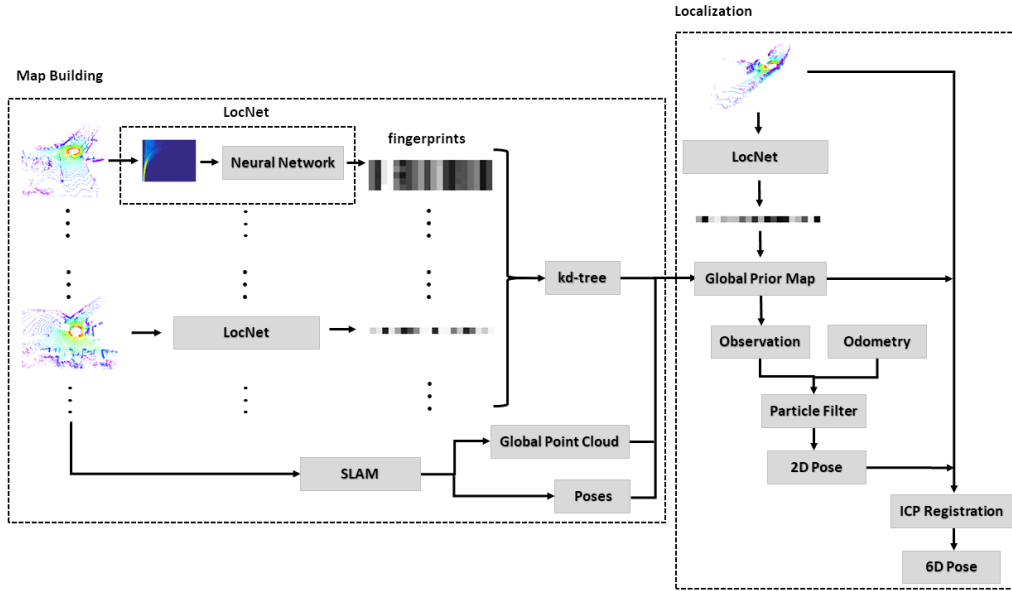 Localization
Map Building
LocNet
Neural Network
fingerprints
LocNet
kd-tree
Global Prior Map
LocNet
Observation
Odometry
Particle Filter
Global Point Cloud
SLAM
2D Pose
Poses
ICP Registration
6D Pose